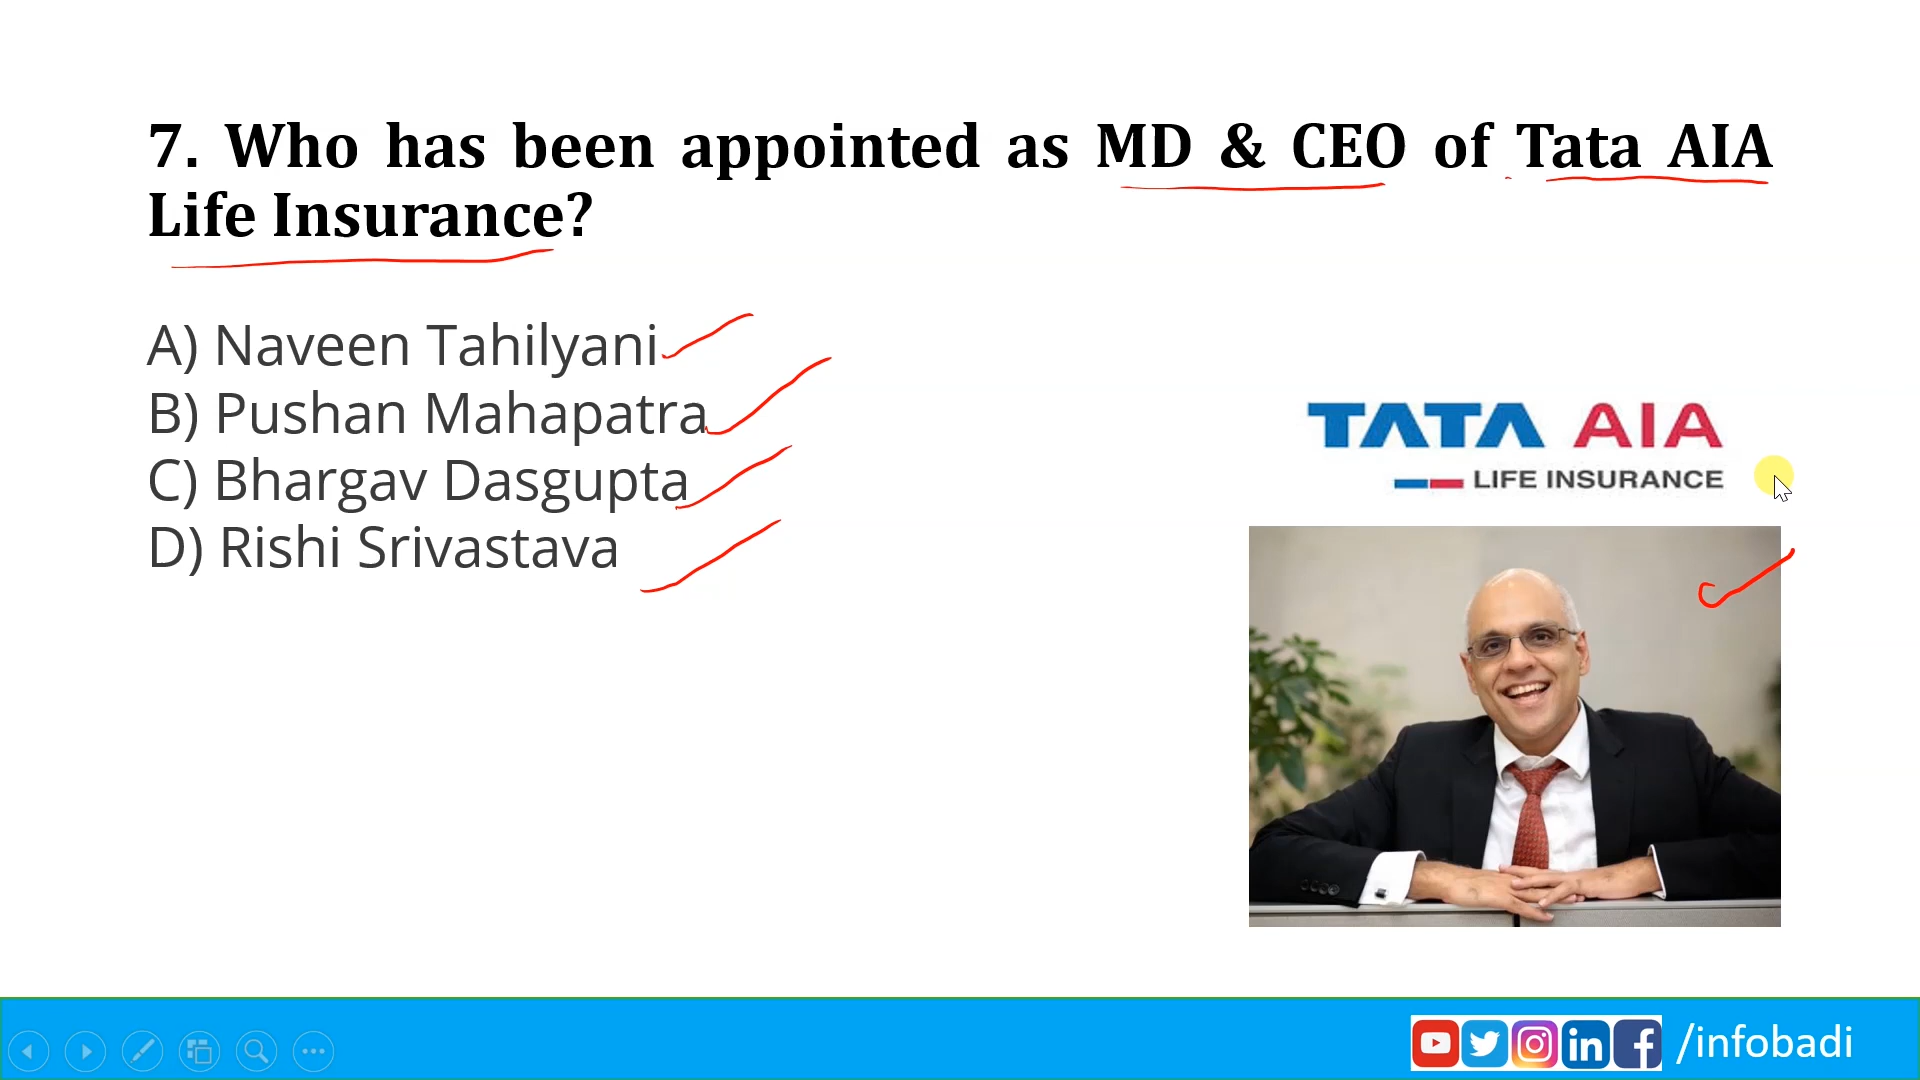 7. Who has been appointed as MD & CEO of Tata AIA
Life Insurance?
A) Naveen Tahilyani
B) Pushan Mahapatra
C) Bhargav Dasgupta
D) Rishi Srivastava
TATA AIA
LIFE INSURANCE
/infobadi